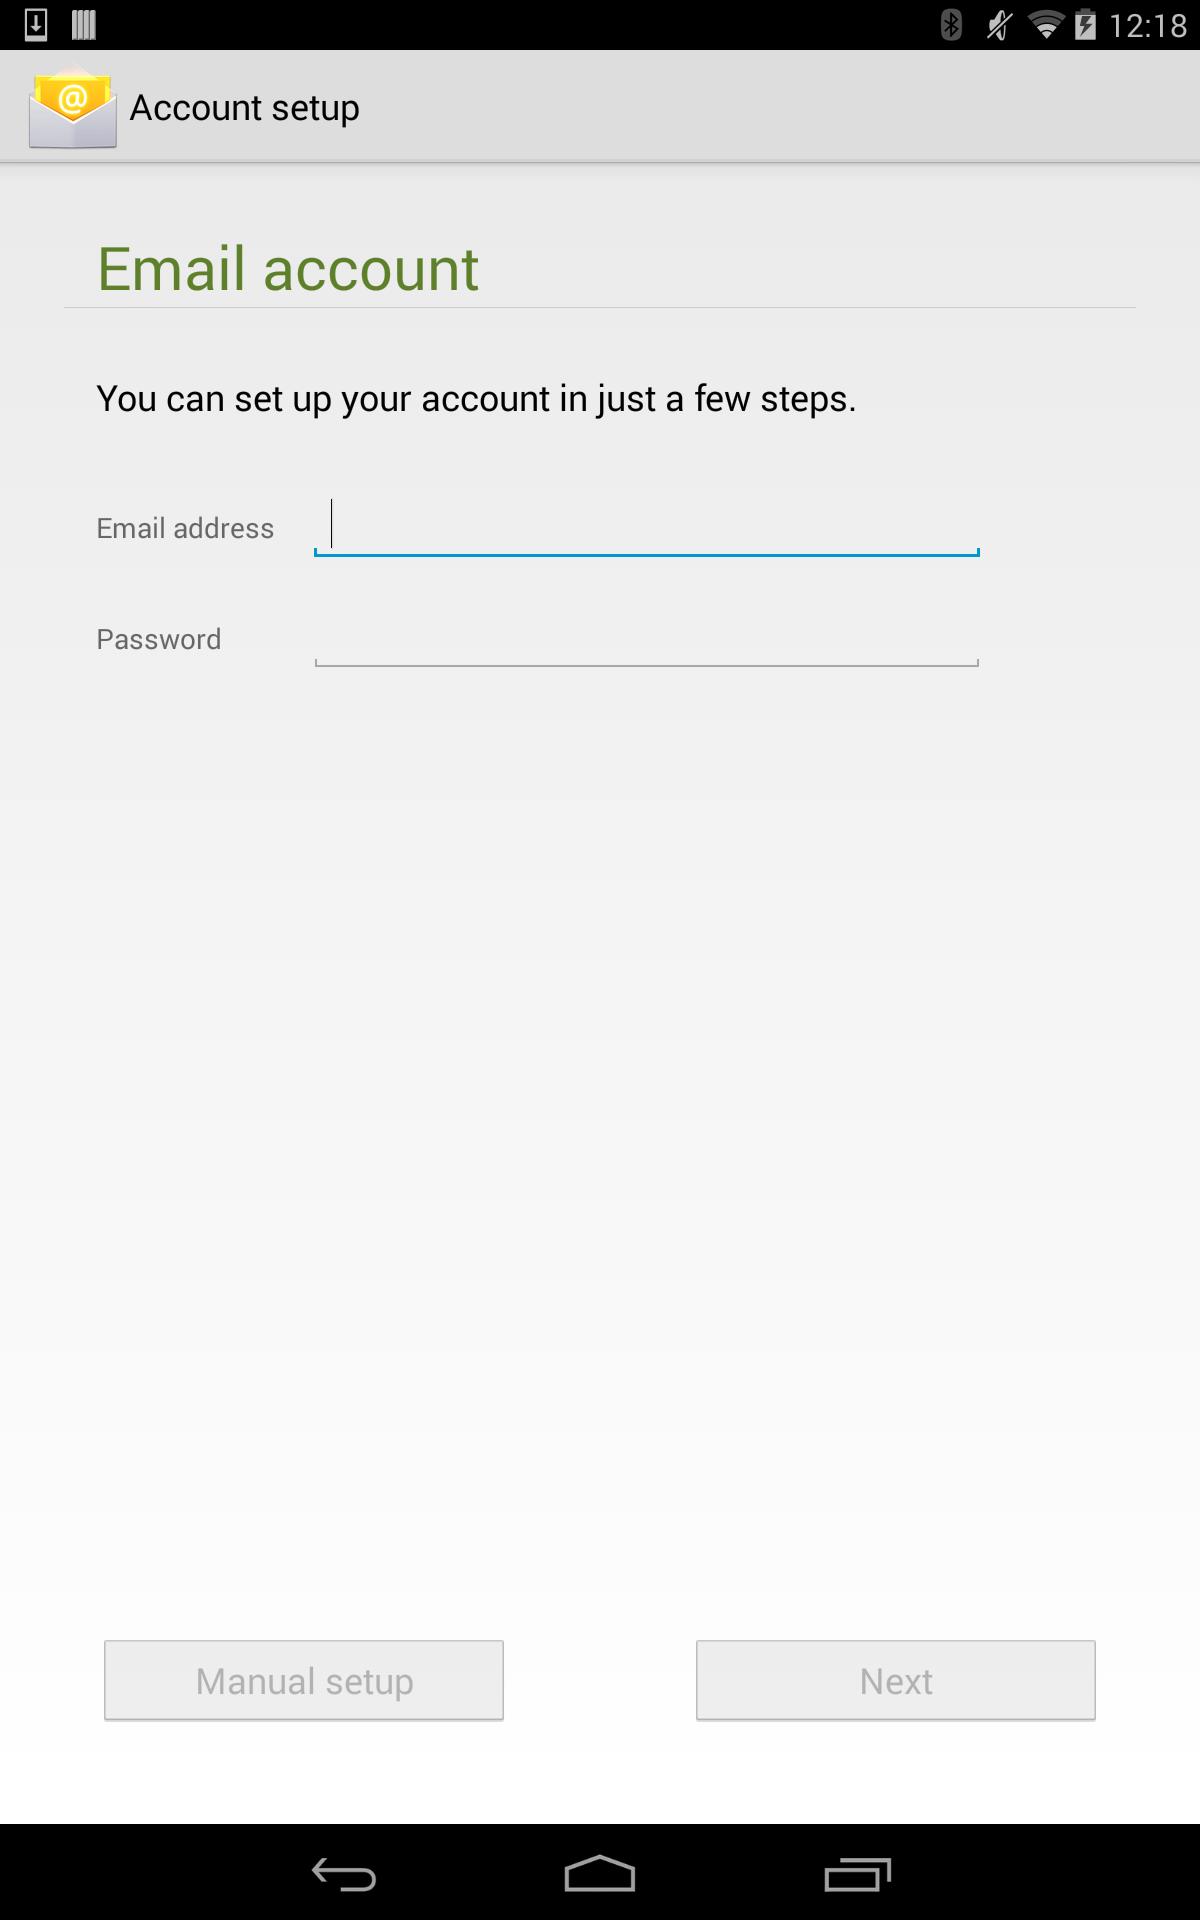 12:18
@
Account setup
Email account
You can set up your account in just a few steps.
Email address
Password
Manual setup
Next